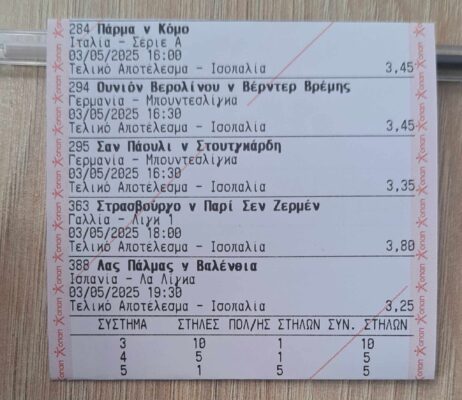 284 Πάρμα v Κόμο
Ιταλία - Σέριε Α
03/05/2025 16:00
Τελικό Αποτέλεσμα - Ισοπαλία 3,45
294 Ουνιόν Βερολίνου v Βέρντερ Βρέμης
Γερμανία - Μπουντεσλίγκα
03/05/2025 16:30
Τελικό Αποτέλεσμα - Ισοπαλία 3,45
295 Σαν Πάουλι v Στουτγκάρδη
Γερμανία - Μπουντεσλίγκα
03/05/2025 16:30
Τελικό Αποτέλεσμα - Ισοπαλία 3,35
363 Στρασβούργο v Παρί Σεν Ζερμέν
Γαλλία - Λιγκ 1
03/05/2025 18:00
Τελικό Αποτέλεσμα - Ισοπαλία 3,80
388 Λας Πάλμας v Βαλένθια
Ισπανία - Λα Λίγκα
03/05/2025 19:30
Τελικό Αποτέλεσμα - Ισοπαλία 3,25
ΣΥΣΤΗΜΑ ΣΤΗΛΕΣ ΠΟΛ/ΗΣ ΣΤΗΛΩΝ ΣΥΝ. ΣΤΗΛΩΝ
3 10 1 10
4 5 1 5
5 1 5 5